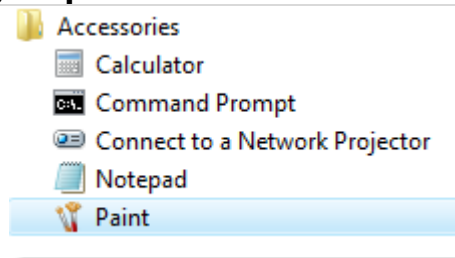 Accessories
Calculator
Command Prompt
Connect to a Network Projector
Notepad
Paint